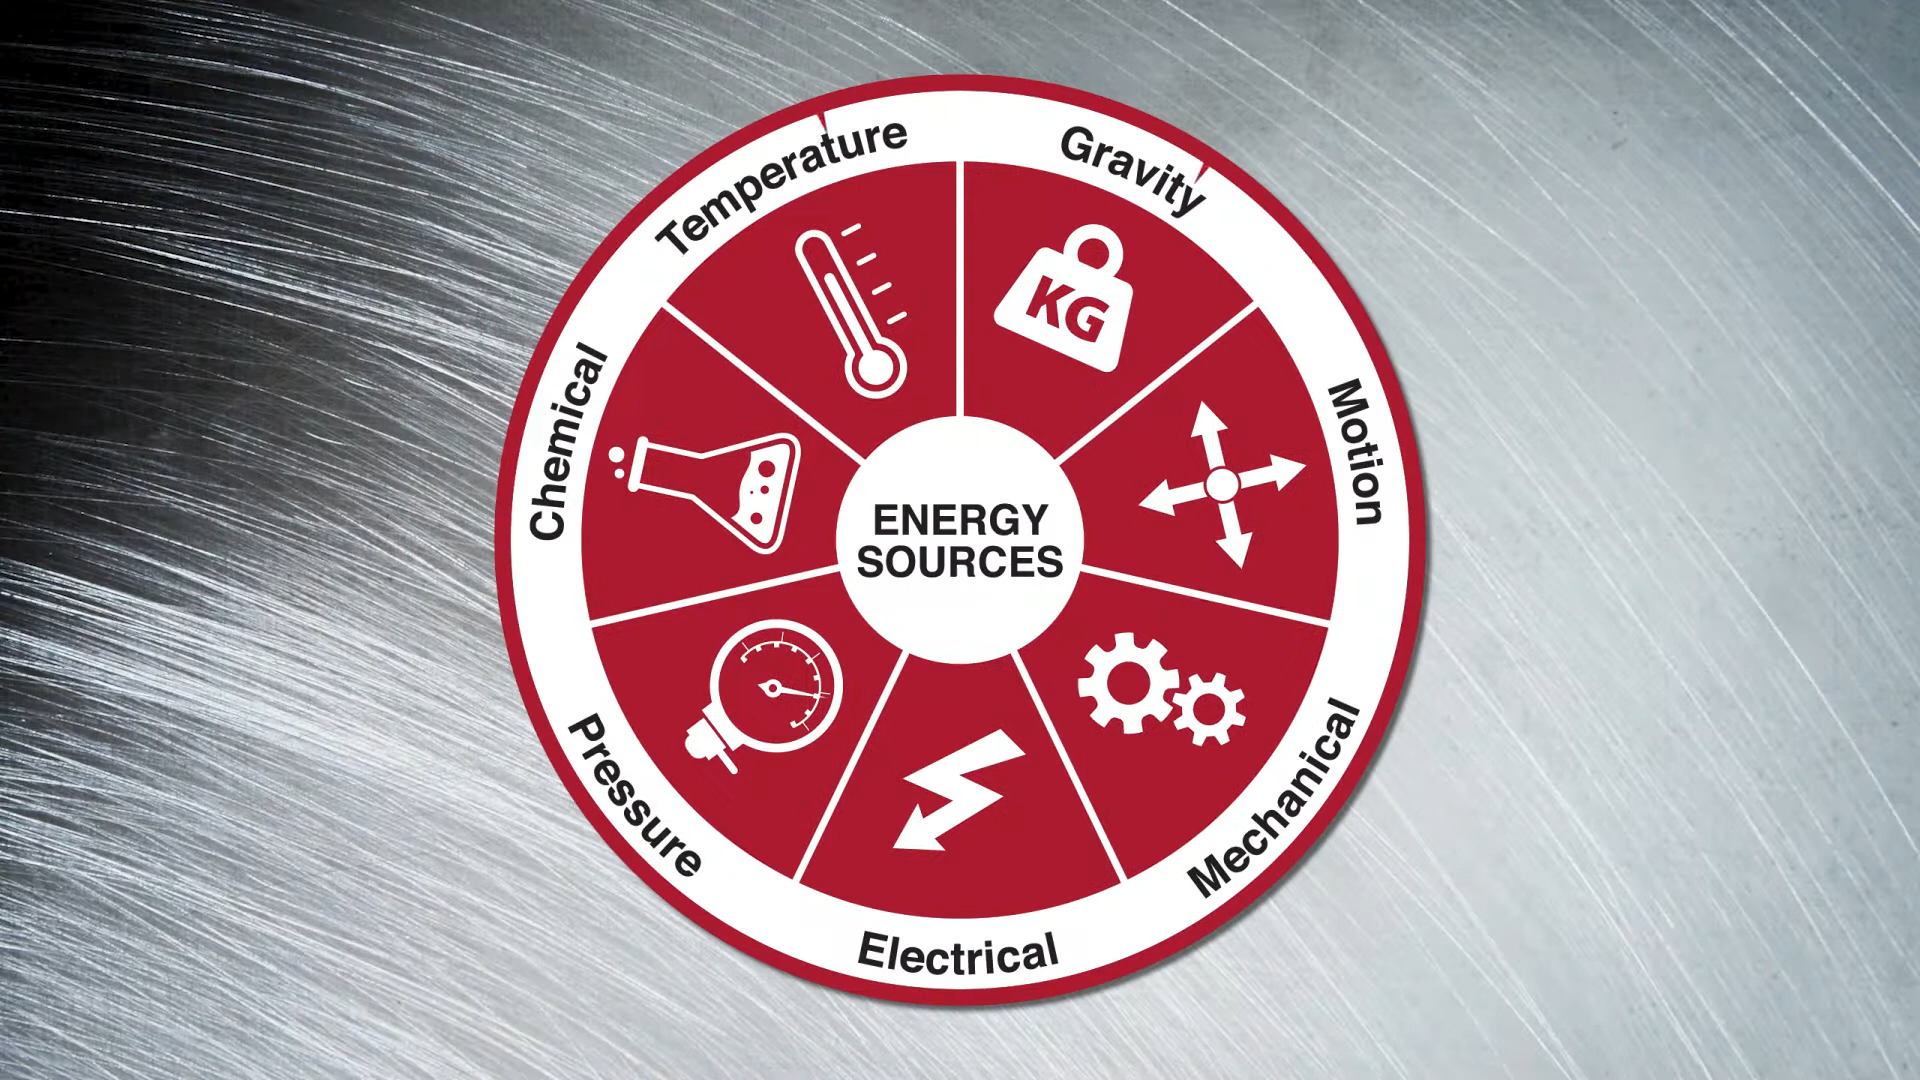 Temperature
Gravity
KG
Chemical
Motion
ENERGY
SOURCES
Pressure
Mechanical
Electrical